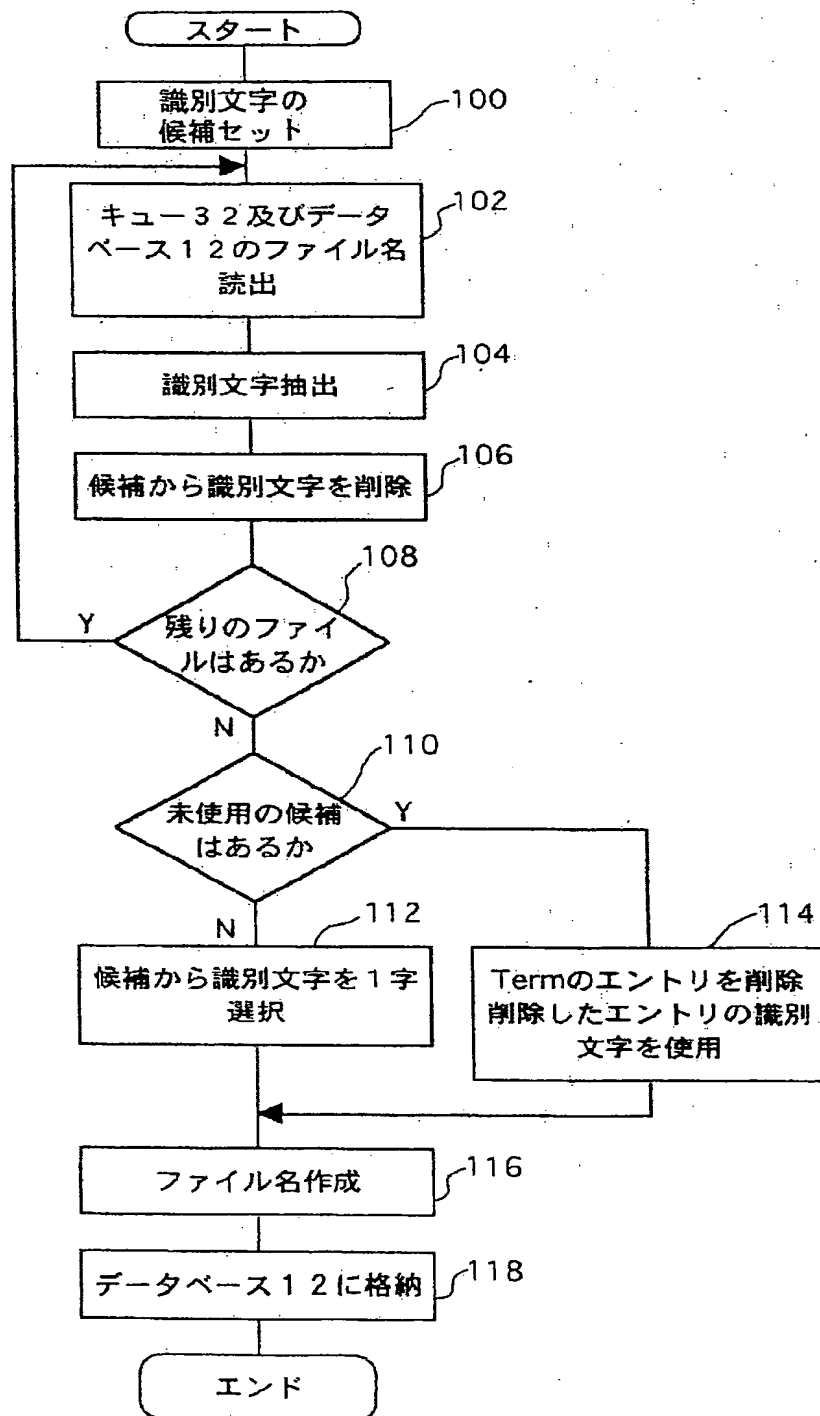 スタート
識別文字の
候補セット
100
キュー32及びデータ
ベース12のファイル名
読出
102
識別文字抽出
104
候補から識別文字を削除
106
108
残りのファイ
ルはあるか
Y
N
110
未使用の候補
はあるか
Y
N
112
候補から識別文字を1字
選択
114
Termのエントリを削除
削除したエントリの識別
文字を使用
ファイル名作成
116
データベース12に格納
118
エンド